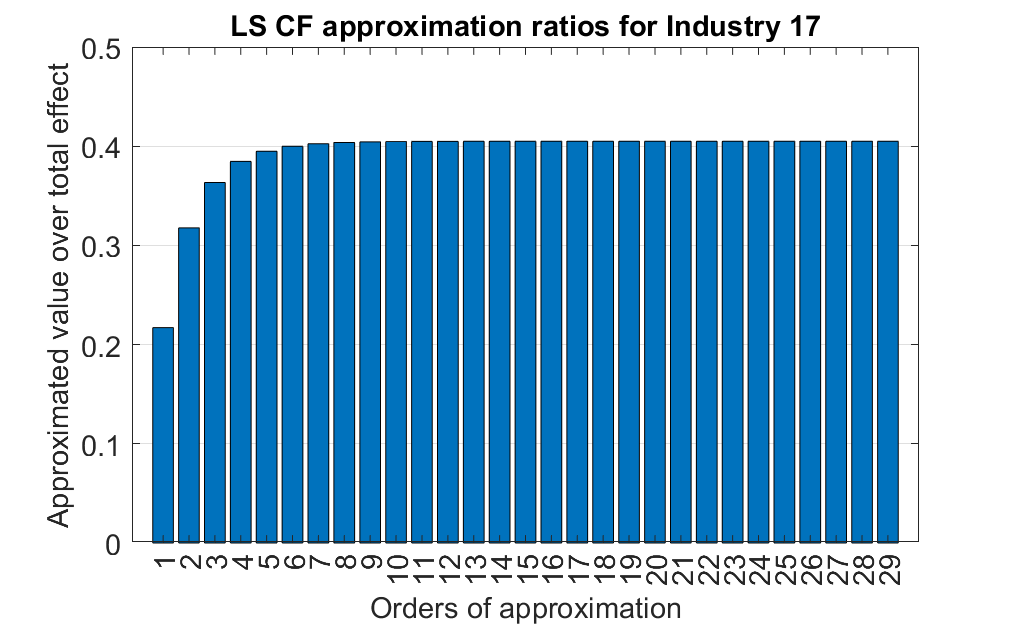 LS CF approximation ratios for Industry 17
Approximated value over total effect
0.5
0.4
0.3
0.2
0.1
0
1 2 3 4 5 6 7 8 9 10 11 12 13 14 15 16 17 18 19 20 21 22 23 24 25 26 27 28 29
Orders of approximation